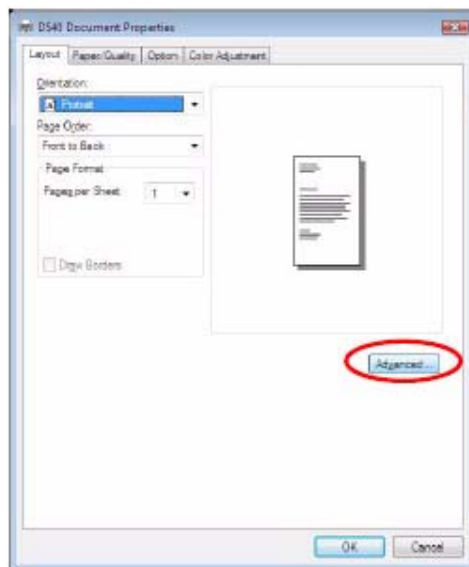 DS40 Document Properties
Layout Paper/Quality Option Color Adjustment
Orientation:
Portrait
Page Order:
Front to Back
Page Format
Pages per Sheet 1
Draw Borders
Advanced...
OK Cancel